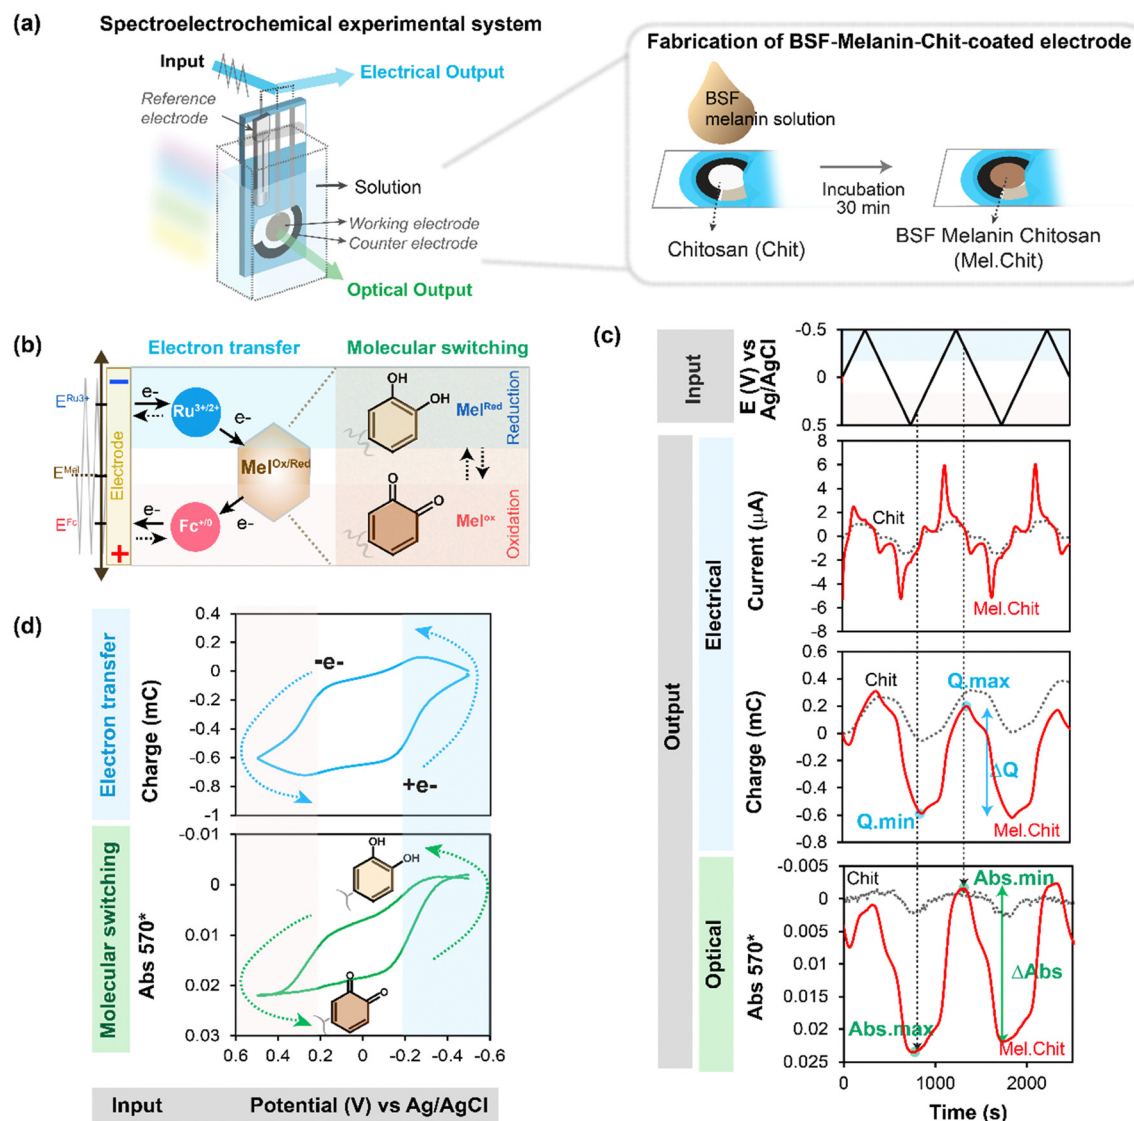 (a)
Spectroelectrochemical experimental system
Input
Electrical Output
Reference
electrode
Solution
Working electrode
Counter electrode
Optical Output
Fabrication of BSF-Melanin-Chit-coated electrode
BSF
melanin solution
Incubation
30 min
Chitosan (Chit)
BSF Melanin Chitosan
(Mel.Chit)
(b)
Electron transfer
Molecular switching
E^Ru3+
E^Mel
E^Fc
Electrode
−
+
e-
e-
e-
e-
Ru^3+/2+
Mel^Ox/Red
Fc^+/0
OH
OH
Mel^Red
O
O
Mel^ox
Reduction
Oxidation
(c)
Input
E (V) vs
Ag/AgCl
-0.5
0
0.5
Output
Electrical
Current (µA)
8
6
4
2
0
-2
-4
-6
-8
Chit
Mel.Chit
Charge (mC)
0.6
0.4
0.2
0
-0.2
-0.4
-0.6
-0.8
Chit
Q.max
ΔQ
Q.min
Mel.Chit
Optical
Abs 570*
-0.005
0
0.005
0.01
0.015
0.02
0.025
Chit
Abs.min
ΔAbs
Abs.max
Mel.Chit
0
1000
2000
Time (s)
(d)
Electron transfer
Charge (mC)
0.4
0.2
0
-0.2
-0.4
-0.6
-0.8
-1
-e-
+e-
Molecular switching
Abs 570*
-0.01
0
0.01
0.02
0.03
OH
OH
O
O
0.6
0.4
0.2
0
-0.2
-0.4
-0.6
Input
Potential (V) vs Ag/AgCl